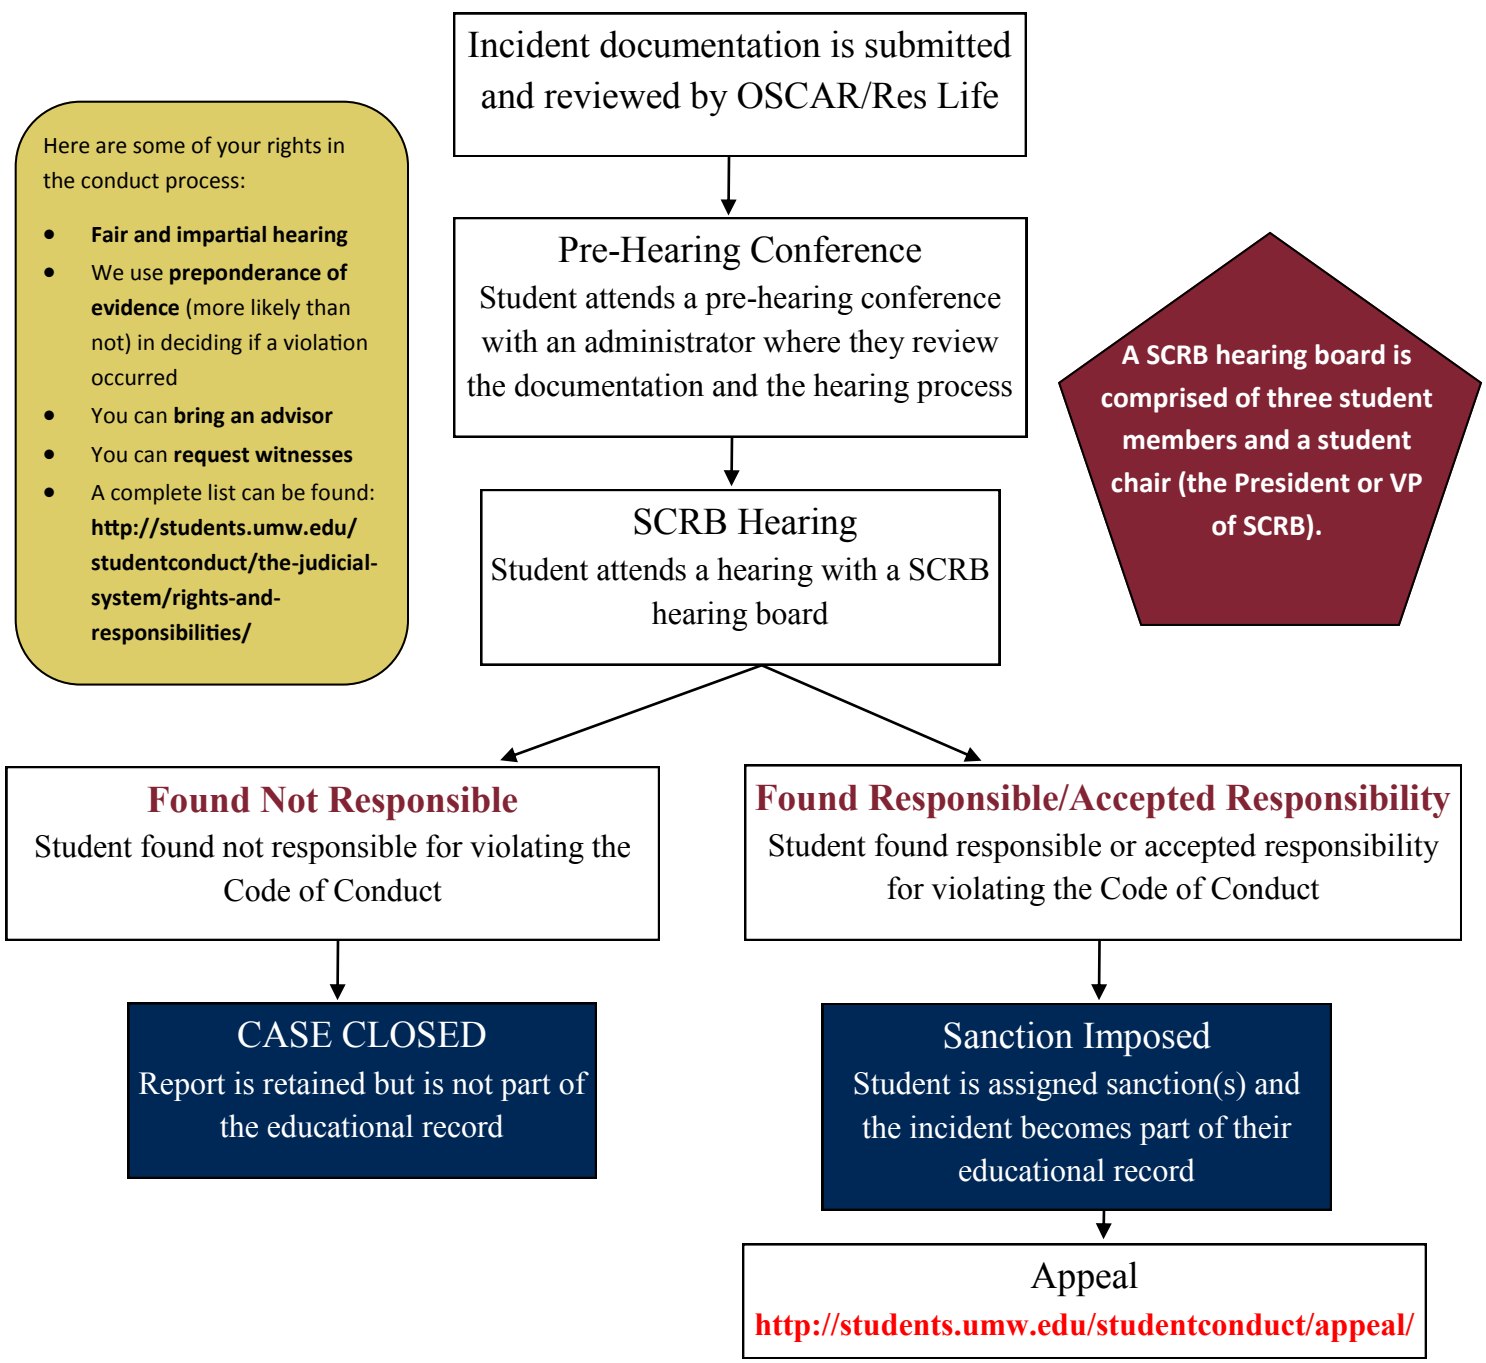 Incident documentation is submitted
and reviewed by OSCAR/Res Life
Here are some of your rights in
the conduct process:
• Fair and impartial hearing
• We use preponderance of
evidence (more likely than
not) in deciding if a violation
occurred
• You can bring an advisor
• You can request witnesses
• A complete list can be found:
http://students.umw.edu/
studentconduct/the-judicial-
system/rights-and-
responsibilities/
Pre-Hearing Conference
Student attends a pre-hearing conference
with an administrator where they review
the documentation and the hearing process
A SCRB hearing board is
comprised of three student
members and a student
chair (the President or VP
of SCRB).
SCRB Hearing
Student attends a hearing with a SCRB
hearing board
Found Not Responsible
Student found not responsible for violating the
Code of Conduct
Found Responsible/Accepted Responsibility
Student found responsible or accepted responsibility
for violating the Code of Conduct
CASE CLOSED
Report is retained but is not part of
the educational record
Sanction Imposed
Student is assigned sanction(s) and
the incident becomes part of their
educational record
Appeal
http://students.umw.edu/studentconduct/appeal/